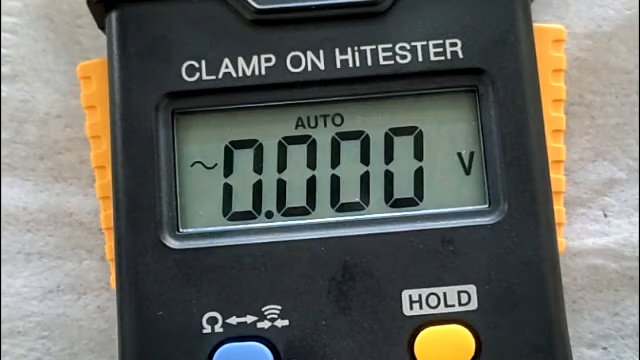 CLAMP ON HiTESTER
AUTO
~0.000 V
HOLD
Ω